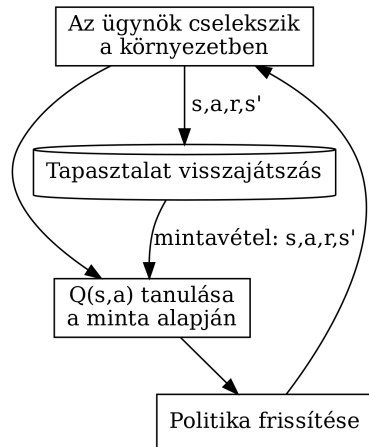 Az ügynök cselekszik
a környezetben
s,a,r,s'
Tapasztalat visszajátszás
mintavétel: s,a,r,s'
Q(s,a) tanulása
a minta alapján
Politika frissítése